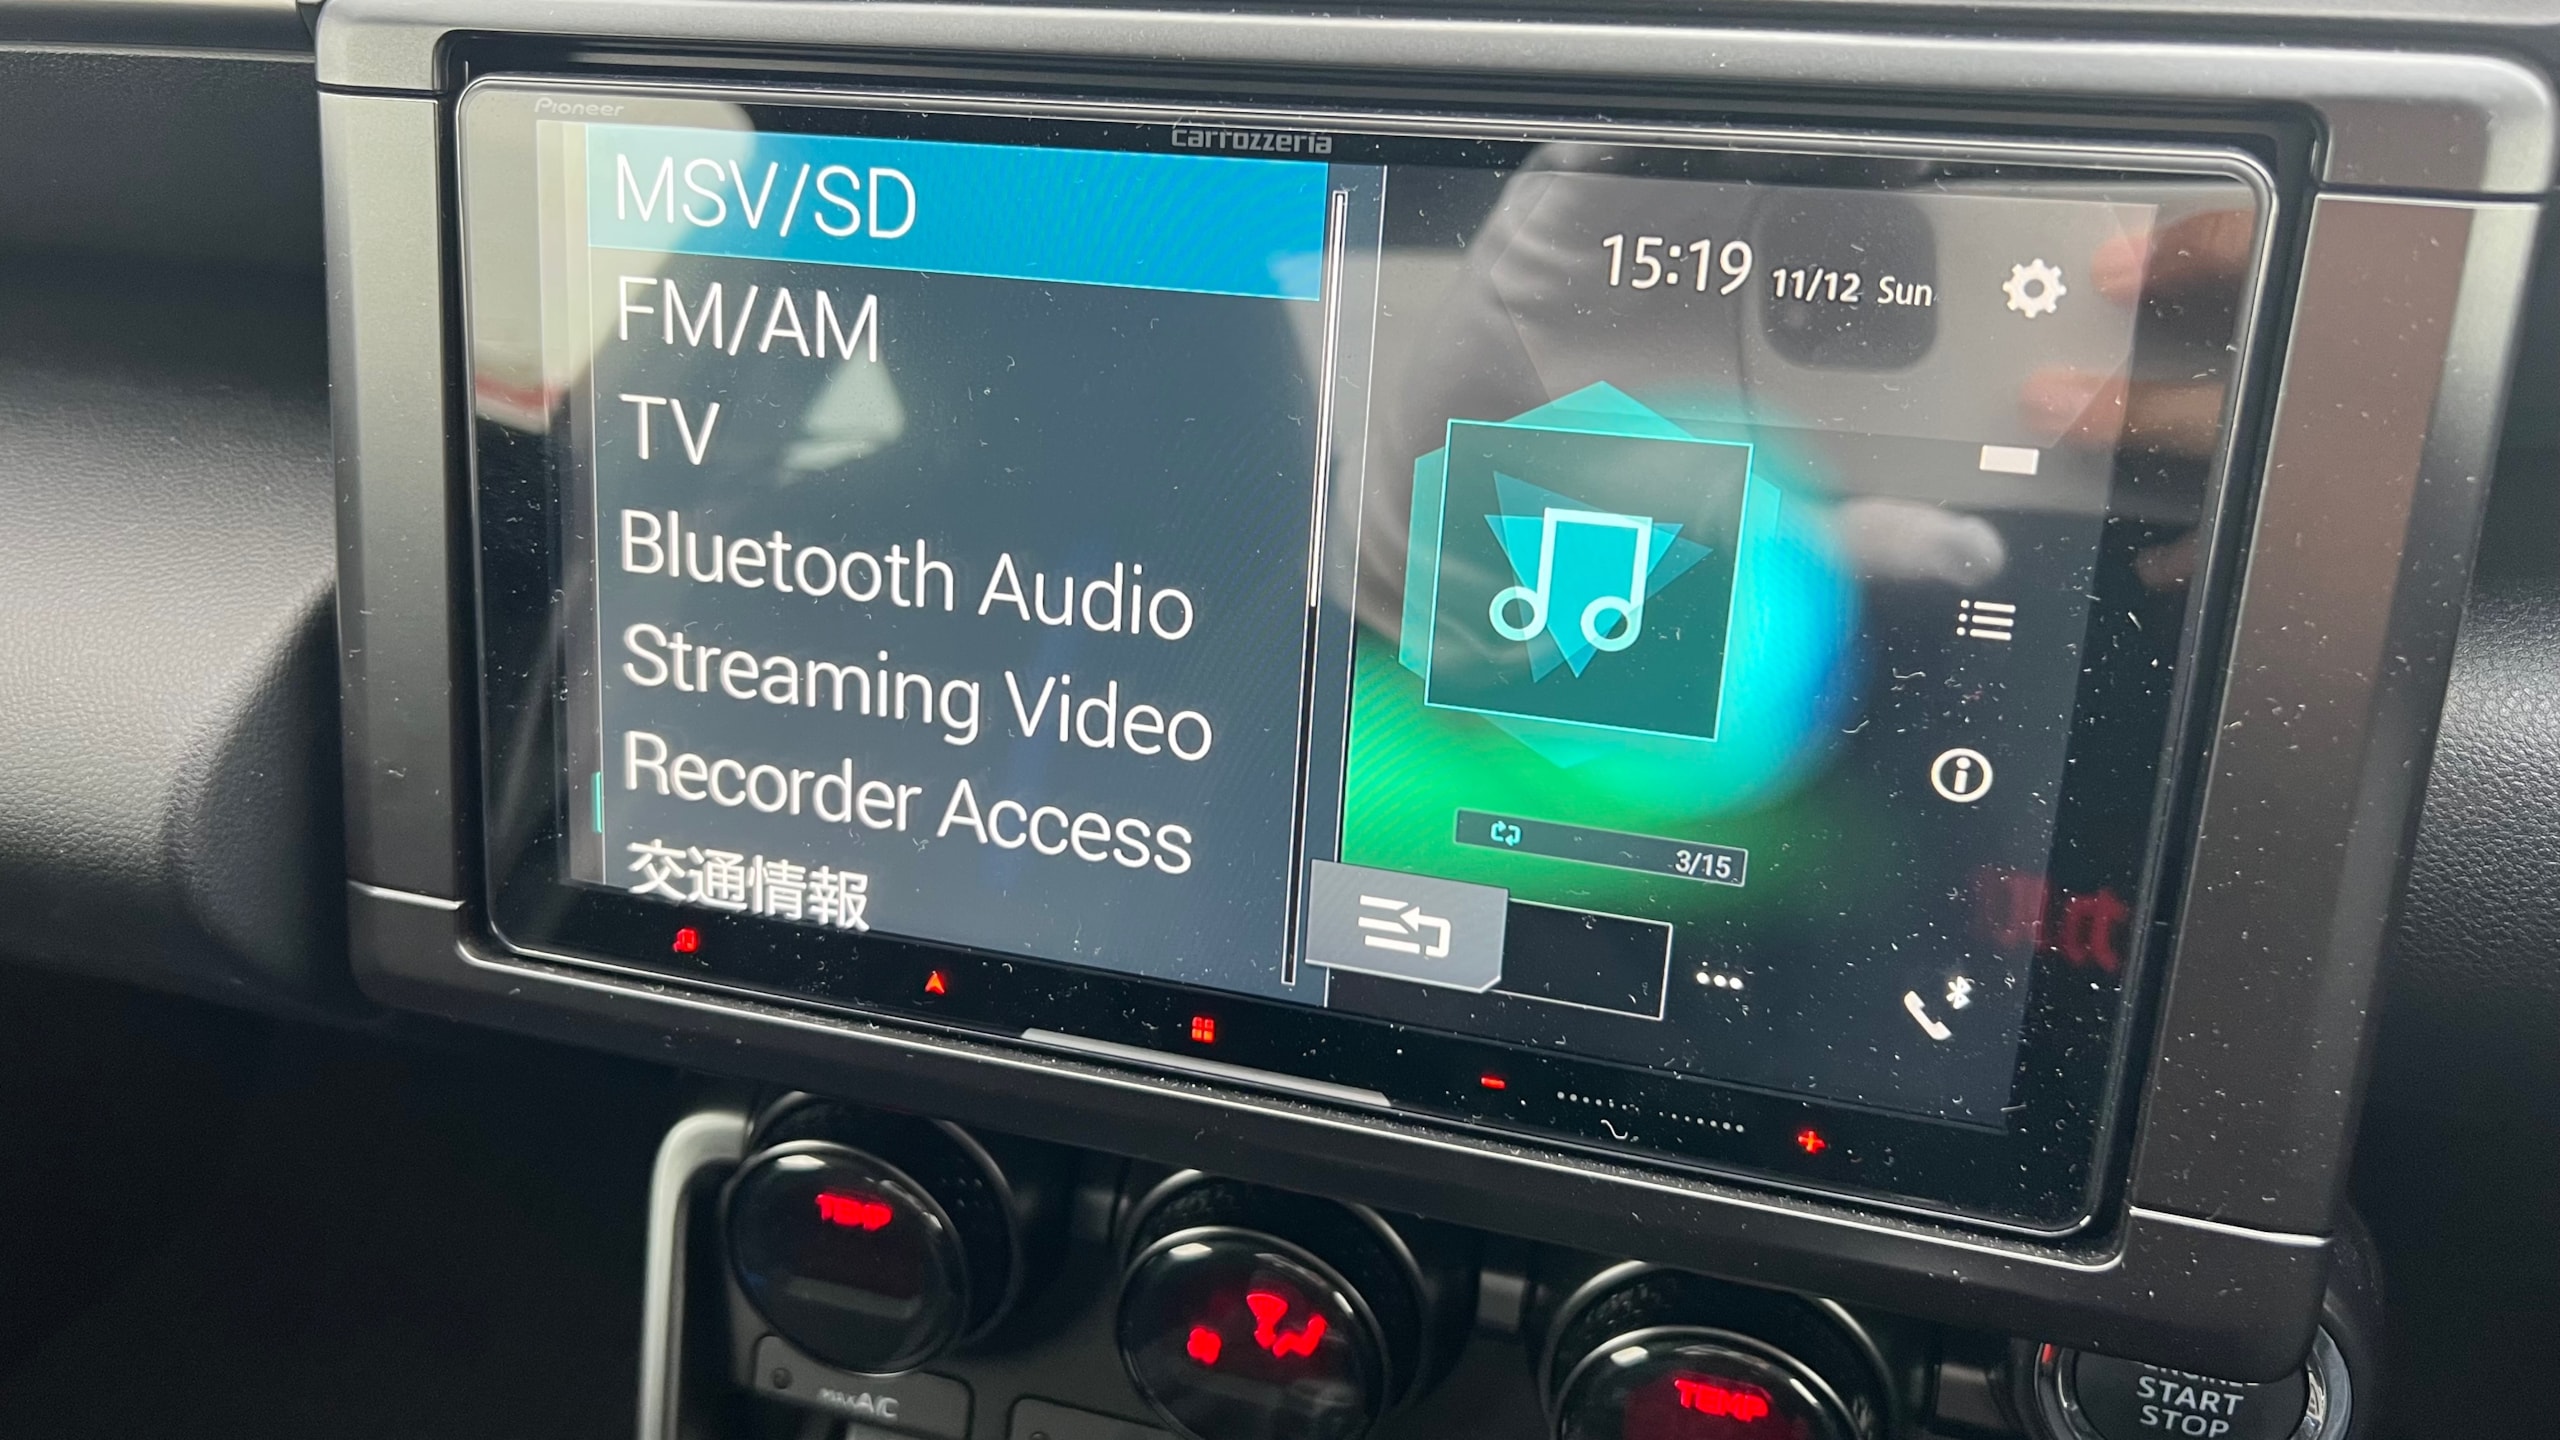 Pioneer
carrozzeria
MSV/SD
FM/AM
TV
Bluetooth Audio
Streaming Video
Recorder Access
交通情報
15:19 11/12 Sun
3/15
TEMP
TEMP
MAX A/C
START
STOP